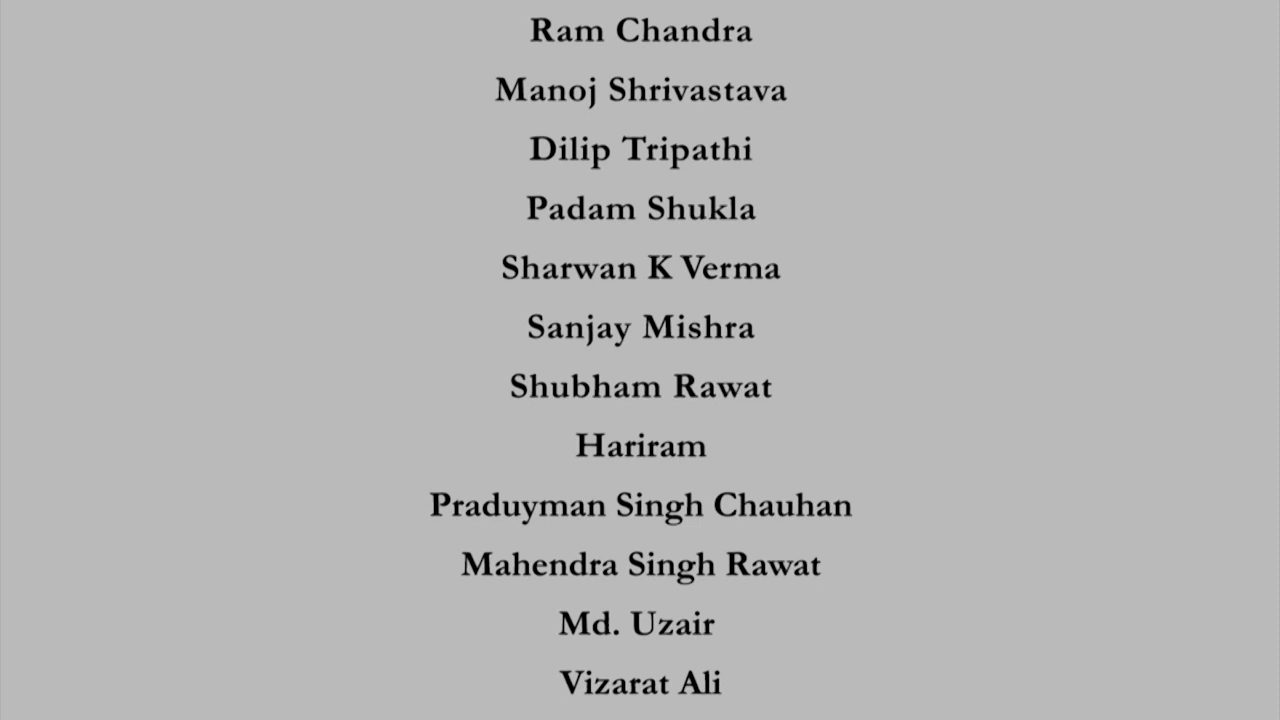 Ram Chandra
Manoj Shrivastava
Dilip Tripathi
Padam Shukla
Sharwan K Verma
Sanjay Mishra
Shubham Rawat
Hariram
Praduyman Singh Chauhan
Mahendra Singh Rawat
Md. Uzair
Vizarat Ali